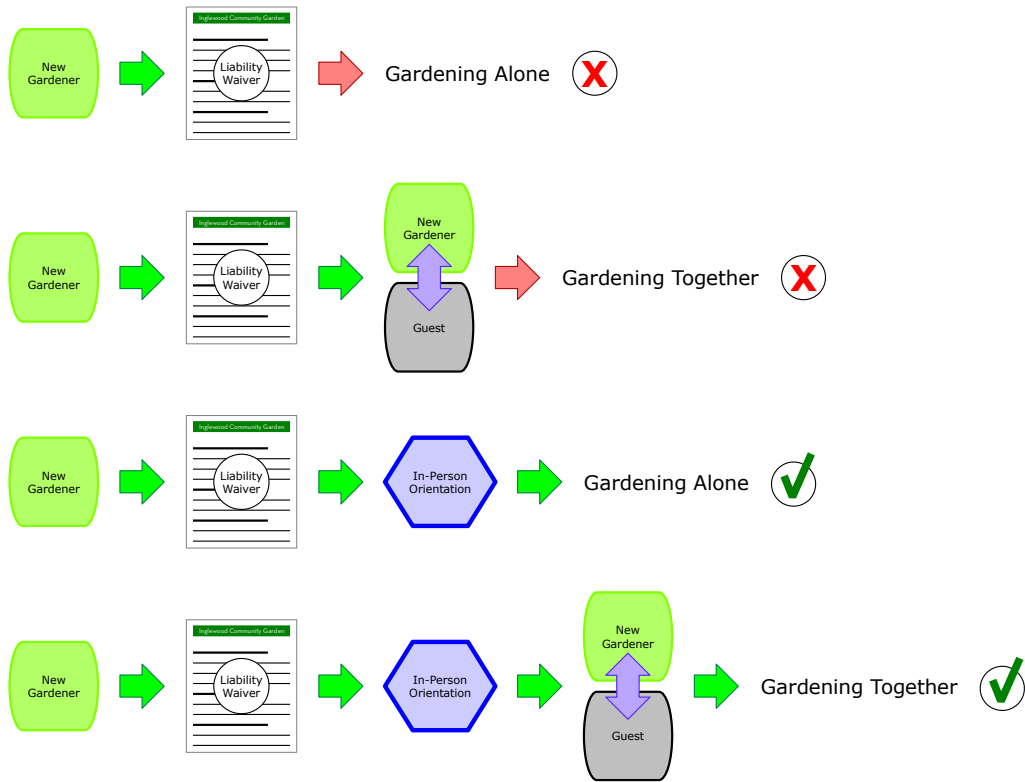 Inglewood Community Garden
New
Gardener
Liability
Waiver
Gardening Alone
X
Inglewood Community Garden
New
Gardener
Liability
Waiver
New
Gardener
Guest
Gardening Together
X
Inglewood Community Garden
New
Gardener
Liability
Waiver
In-Person
Orientation
Gardening Alone
Inglewood Community Garden
New
Gardener
Liability
Waiver
In-Person
Orientation
New
Gardener
Guest
Gardening Together